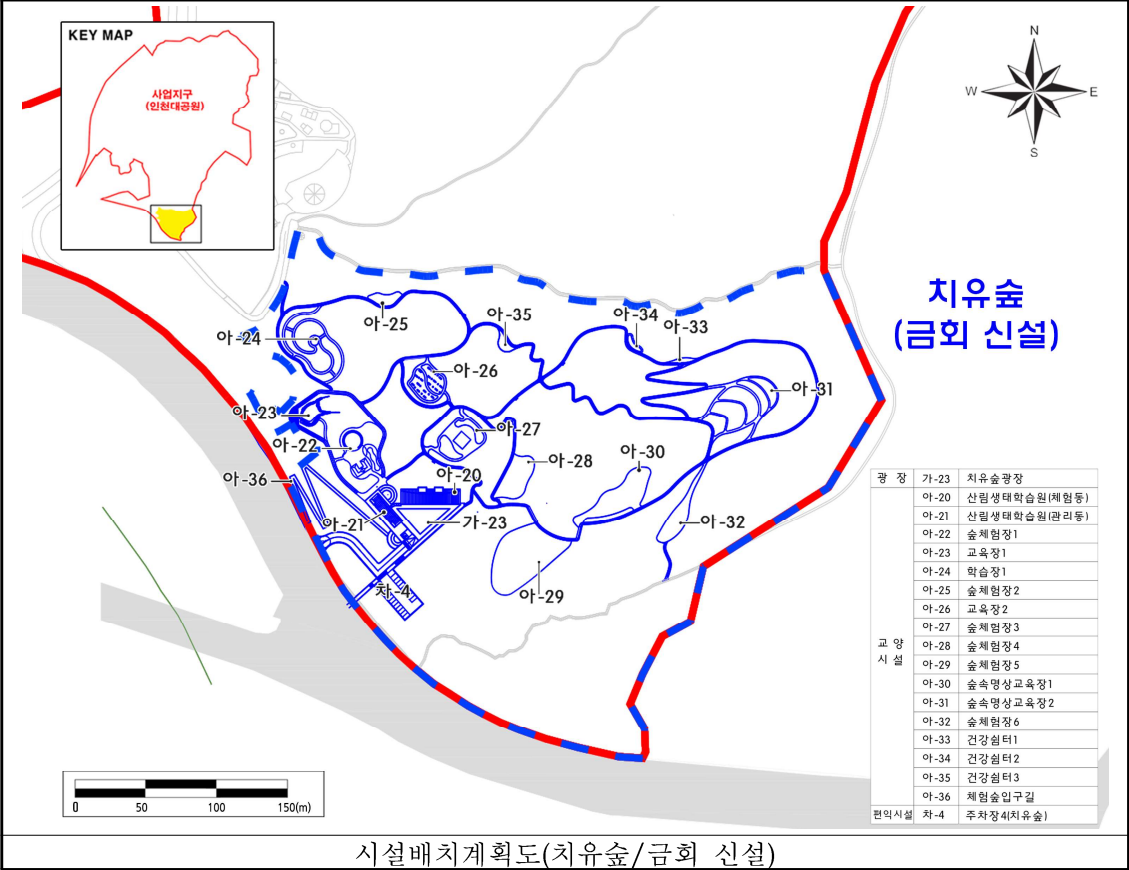 KEY MAP
사업지구
(인천대공원)
N
W
E
S
치유숲
(금회 신설)
아-25
아-35
아-34
아-33
아-24
아-26
아-31
아-23
아-27
아-22
아-28
아-30
아-36
아-20
아-21
가-23
아-32
차-4
아-29
광 장 가-23 치유숲광장
아-20 산림생태학습원(체험동)
아-21 산림생태학습원(관리동)
아-22 숲체험장1
아-23 교육장1
아-24 학습장1
아-25 숲체험장2
아-26 교육장2
아-27 숲체험장3
교 양 시 설
아-28 숲체험장4
아-29 숲체험장5
아-30 숲속명상교육장1
아-31 숲속명상교육장2
아-32 숲체험장6
아-33 건강쉼터1
아-34 건강쉼터2
아-35 건강쉼터3
아-36 체험숲입구길
편익시설 차-4 주차장4(치유숲)
0 50 100 150(m)
시설배치계획도(치유숲/금회 신설)